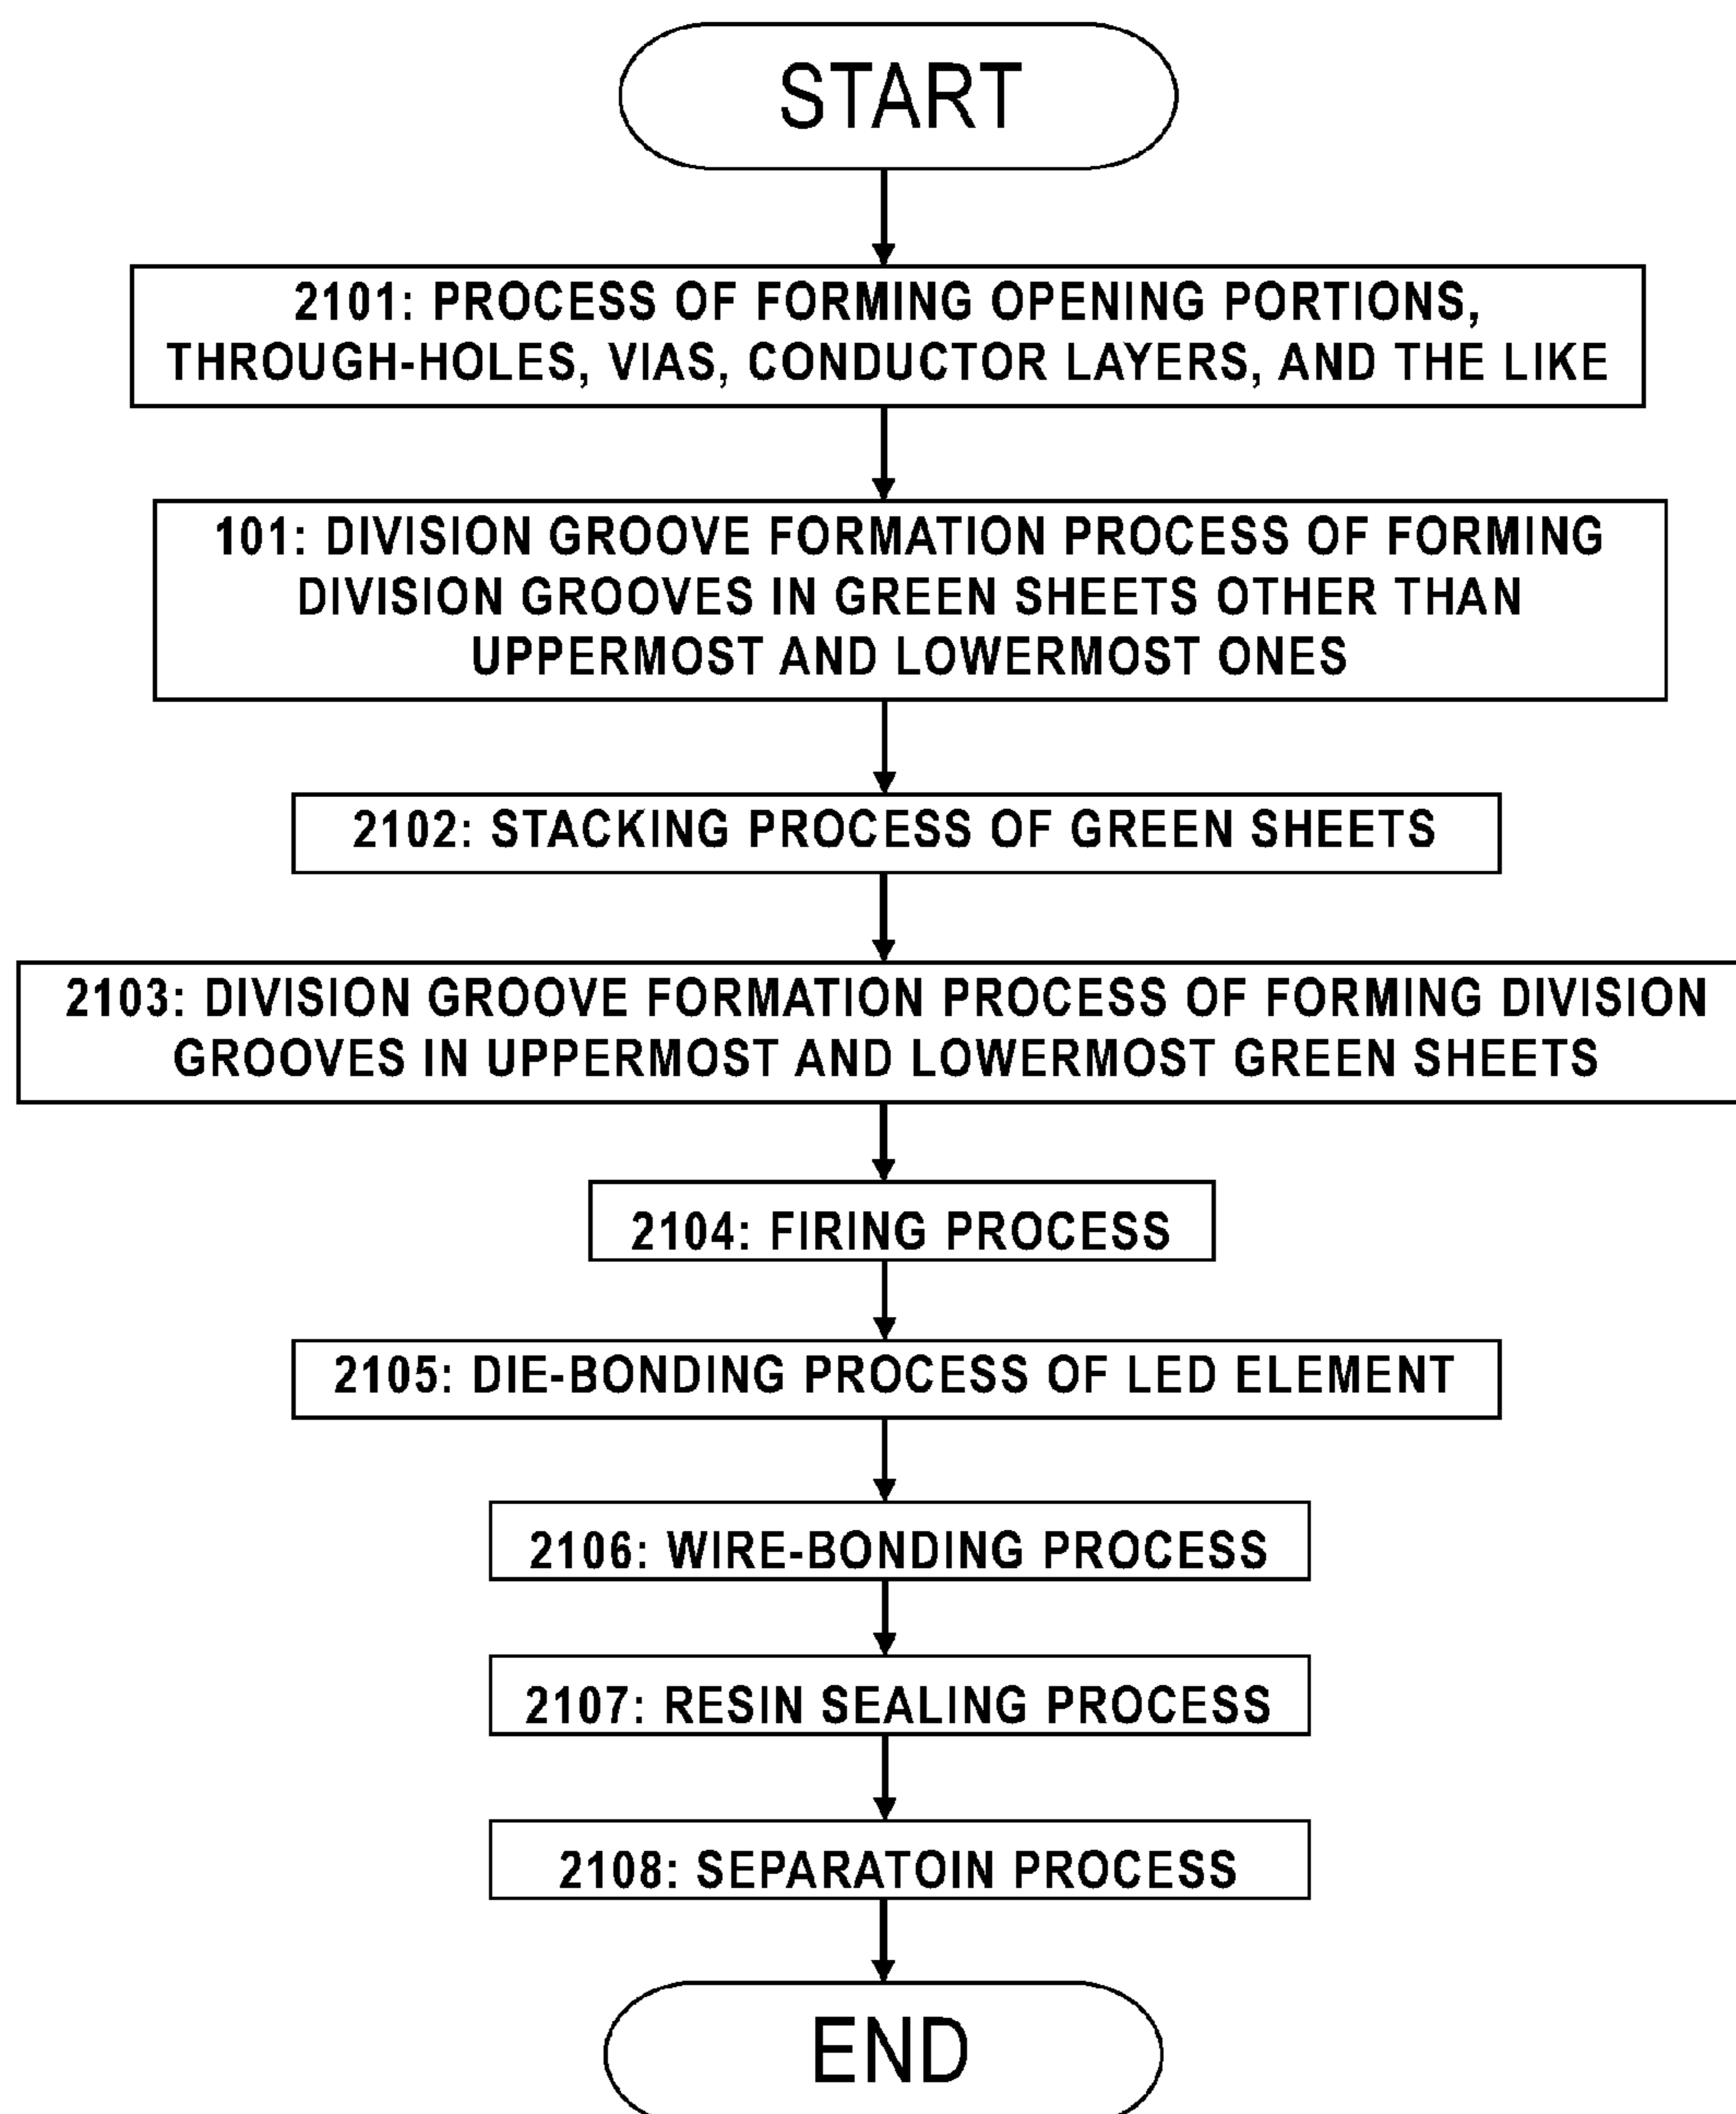 START
2101: PROCESS OF FORMING OPENING PORTIONS,
THROUGH-HOLES, VIAS, CONDUCTOR LAYERS, AND THE LIKE
101: DIVISION GROOVE FORMATION PROCESS OF FORMING
DIVISION GROOVES IN GREEN SHEETS OTHER THAN
UPPERMOST AND LOWERMOST ONES
2102: STACKING PROCESS OF GREEN SHEETS
2103: DIVISION GROOVE FORMATION PROCESS OF FORMING DIVISION
GROOVES IN UPPERMOST AND LOWERMOST GREEN SHEETS
2104: FIRING PROCESS
2105: DIE-BONDING PROCESS OF LED ELEMENT
2106: WIRE-BONDING PROCESS
2107: RESIN SEALING PROCESS
2108: SEPARATOIN PROCESS
END